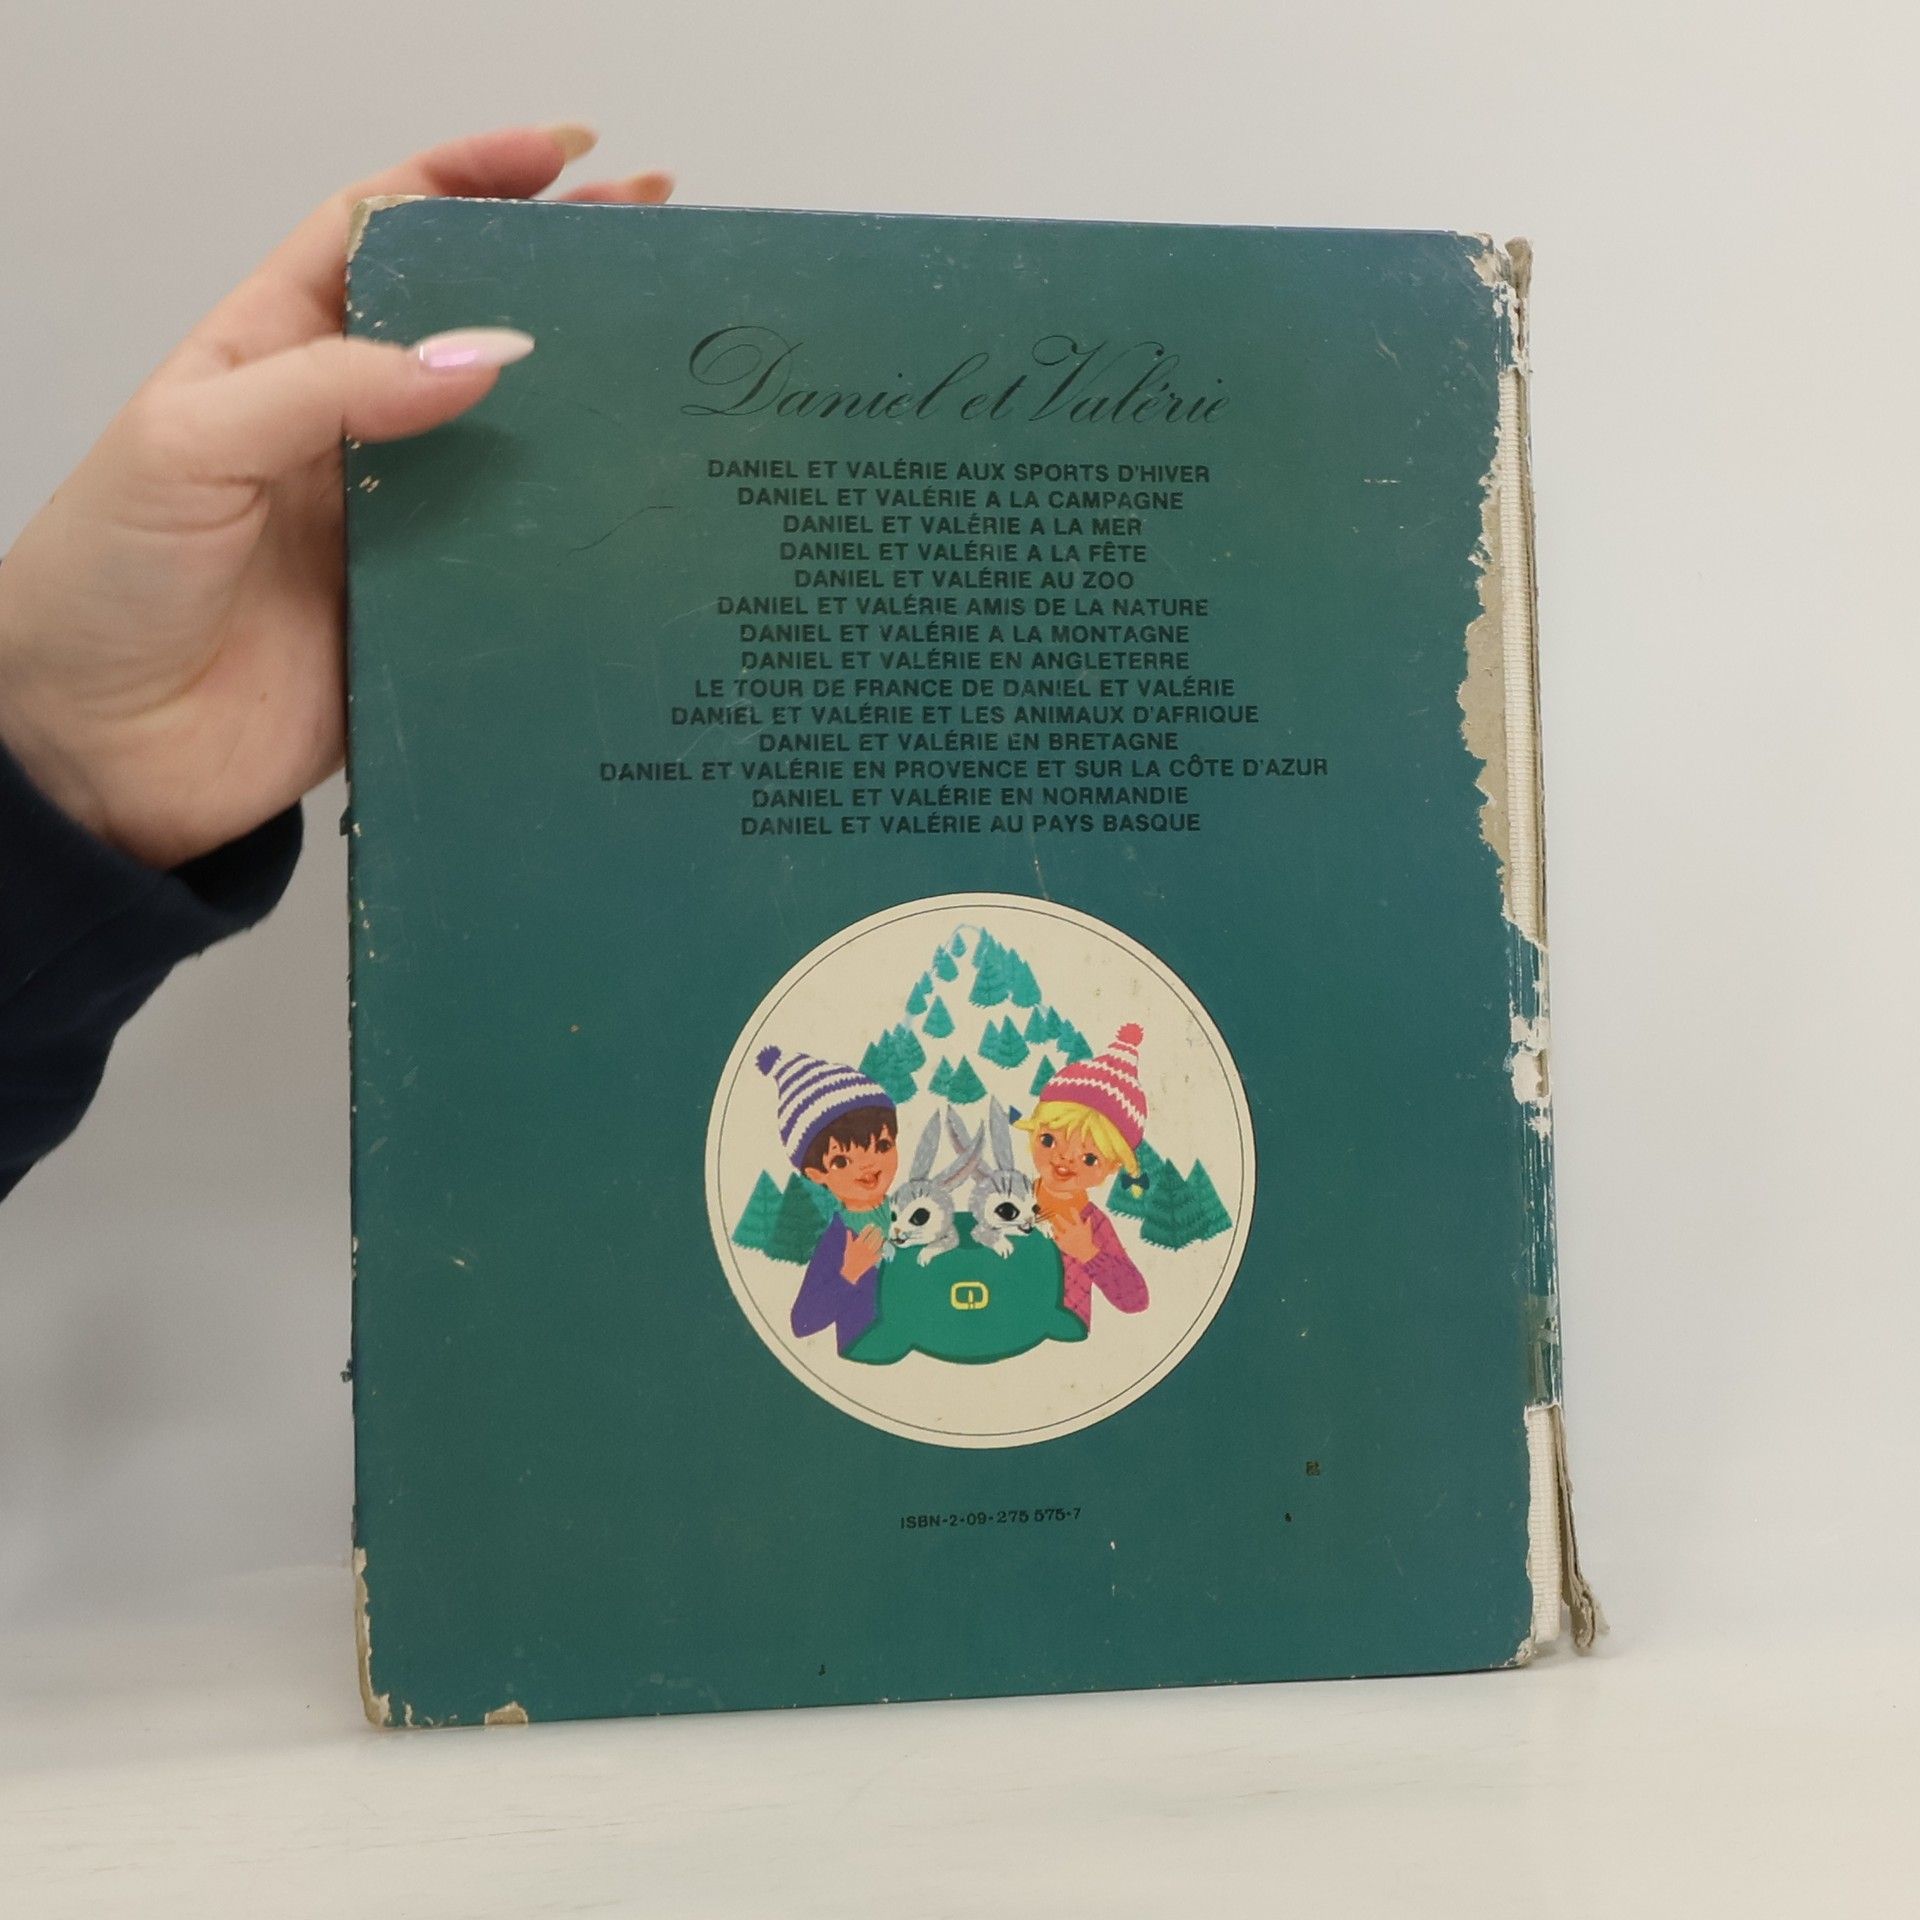 Daniel et Valérie
DANIEL ET VALÉRIE AUX SPORTS D'HIVER
DANIEL ET VALÉRIE A LA CAMPAGNE
DANIEL ET VALÉRIE A LA MER
DANIEL ET VALÉRIE A LA FÊTE
DANIEL ET VALÉRIE AU ZOO
DANIEL ET VALÉRIE AMIS DE LA NATURE
DANIEL ET VALÉRIE A LA MONTAGNE
DANIEL ET VALÉRIE EN ANGLETERRE
LE TOUR DE FRANCE DE DANIEL ET VALÉRIE
DANIEL ET VALÉRIE ET LES ANIMAUX D'AFRIQUE
DANIEL ET VALÉRIE EN BRETAGNE
DANIEL ET VALÉRIE EN PROVENCE ET SUR LA CÔTE D'AZUR
DANIEL ET VALÉRIE EN NORMANDIE
DANIEL ET VALÉRIE AU PAYS BASQUE
ISBN-2-09-275 575-7